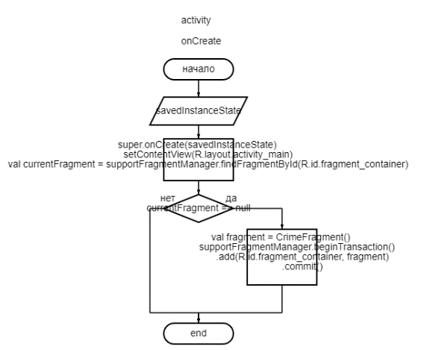 activity
onCreate
начало
savedInstanceState
super.onCreate(savedInstanceState)
setContentView(R.layout.activity_main)
val currentFragment = supportFragmentManager.findFragmentById(R.id.fragment_container)
нет да
currentFragment == null
val fragment = CrimeFragment()
supportFragmentManager.beginTransaction()
.add(R.id.fragment_container, fragment)
.commit()
end